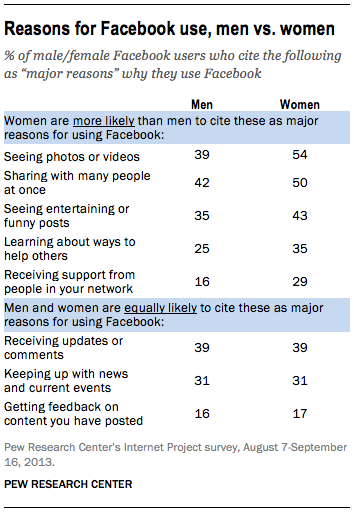 Reasons for Facebook use, men vs. women
% of male/female Facebook users who cite the following
as “major reasons” why they use Facebook
Men Women
Women are more likely than men to cite these as major
reasons for using Facebook:
Seeing photos or videos 39 54
Sharing with many people
at once 42 50
Seeing entertaining or
funny posts 35 43
Learning about ways to
help others 25 35
Receiving support from
people in your network 16 29
Men and women are equally likely to cite these as major
reasons for using Facebook:
Receiving updates or
comments 39 39
Keeping up with news
and current events 31 31
Getting feedback on
content you have posted 16 17
Pew Research Center's Internet Project survey, August 7-September
16, 2013.
PEW RESEARCH CENTER